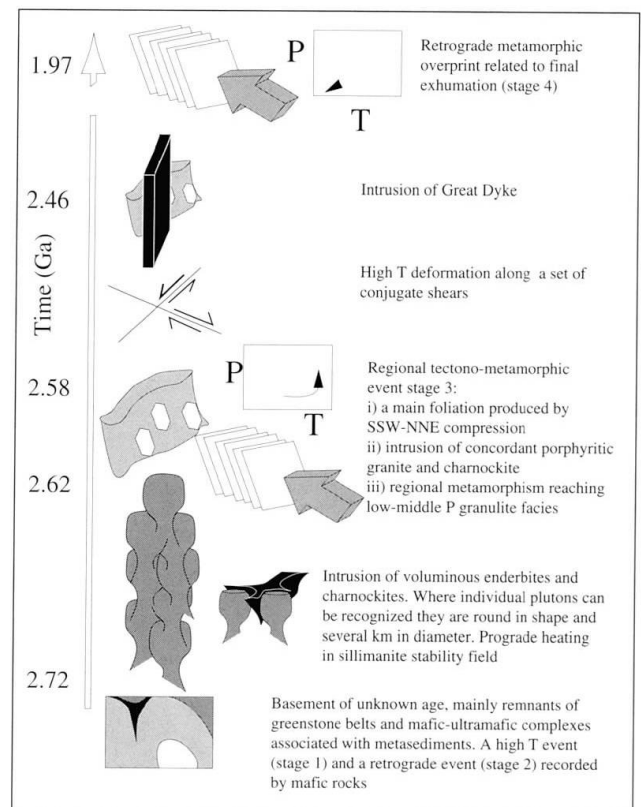 1.97
P
T
Retrograde metamorphic
overprint related to final
exhumation (stage 4)
2.46
Intrusion of Great Dyke
Time (Ga)
High T deformation along a set of
conjugate shears
2.58
P
T
Regional tectono-metamorphic
event stage 3:
i) a main foliation produced by
SSW-NNE compression
ii) intrusion of concordant porphyritic
granite and charnockite
iii) regional metamorphism reaching
low-middle P granulite facies
2.62
Intrusion of voluminous enderbites and
charnockites. Where individual plutons can
be recognized they are round in shape and
several km in diameter. Prograde heating
in sillimanite stability field
2.72
Basement of unknown age, mainly remnants of
greenstone belts and mafic-ultramafic complexes
associated with metasediments. A high T event
(stage 1) and a retrograde event (stage 2) recorded
by mafic rocks